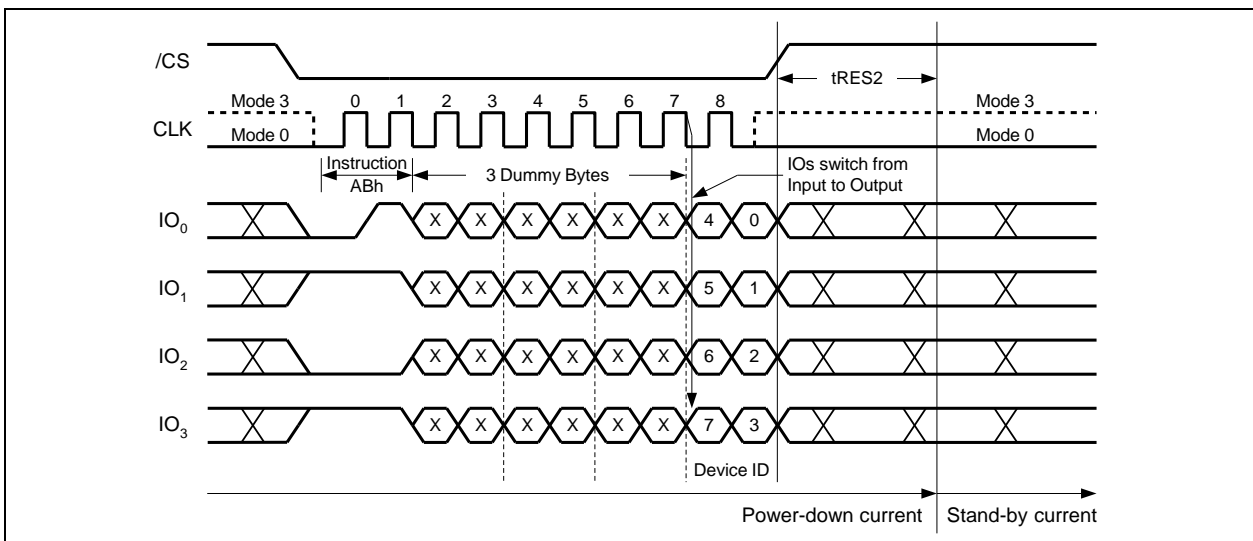 /CS
tRES2
Mode 3
0 1 2 3 4 5 6 7 8
Mode 3
CLK
Mode 0
Mode 0
Instruction
ABh
3 Dummy Bytes
IOs switch from
Input to Output
IO0
X X X X X X 4 0
IO1
X X X X X X 5 1
IO2
X X X X X X 6 2
IO3
X X X X X X 7 3
Device ID
Power-down current
Stand-by current